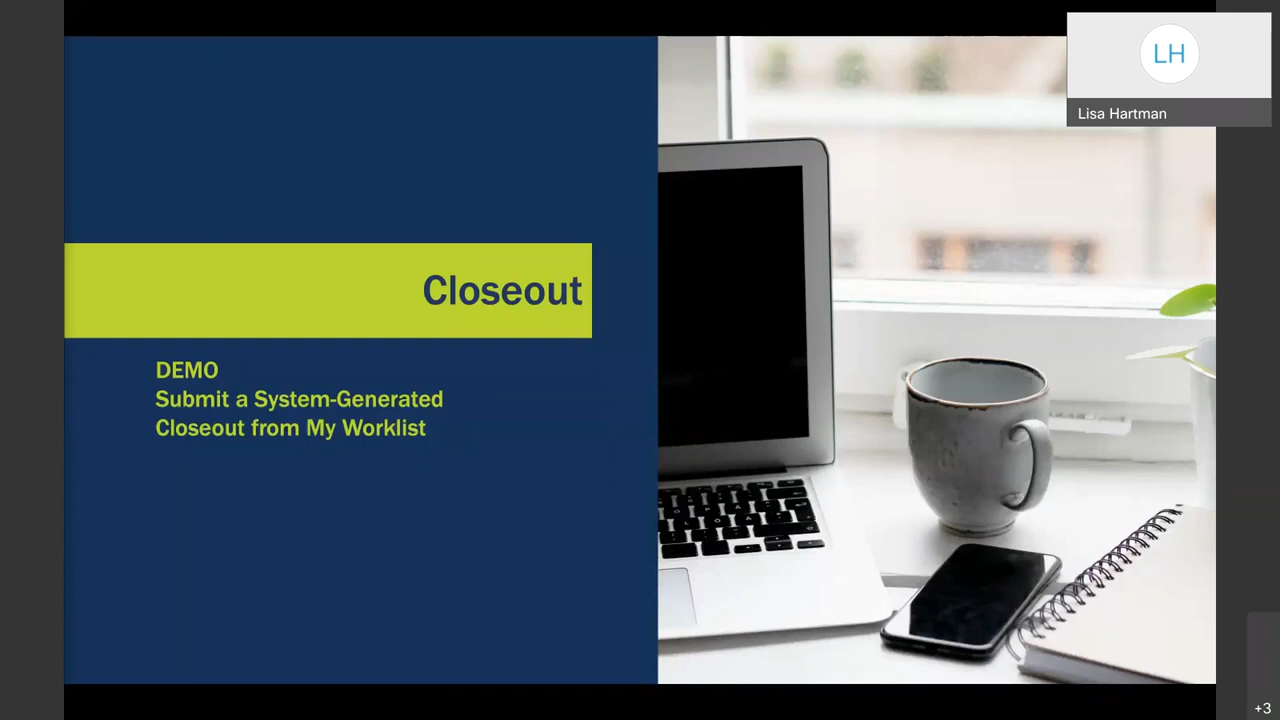 LH
Lisa Hartman
Closeout
DEMO
Submit a System-Generated
Closeout from My Worklist
+3